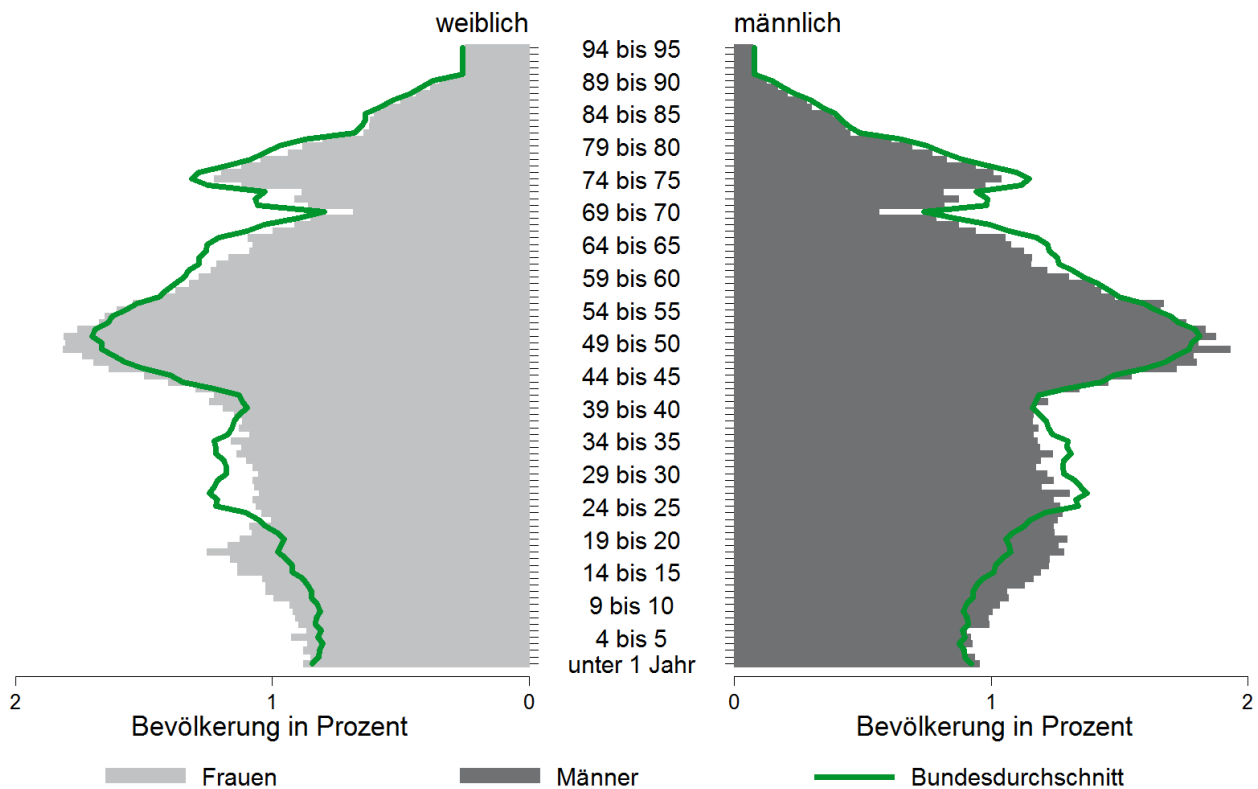 weiblich
männlich
94 bis 95
89 bis 90
84 bis 85
79 bis 80
74 bis 75
69 bis 70
64 bis 65
59 bis 60
54 bis 55
49 bis 50
44 bis 45
39 bis 40
34 bis 35
29 bis 30
24 bis 25
19 bis 20
14 bis 15
9 bis 10
4 bis 5
unter 1 Jahr
2 1 0
0 1 2
Bevölkerung in Prozent
Bevölkerung in Prozent
Frauen
Männer
Bundesdurchschnitt